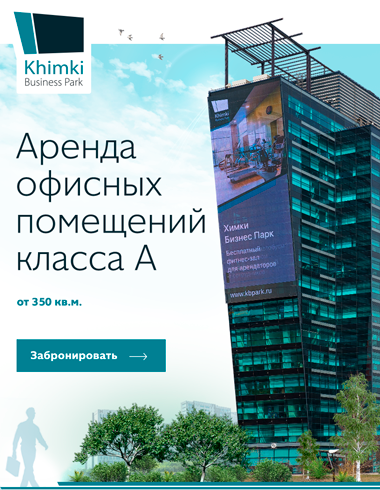 Khimki
Business Park
Аренда
офисных
помещений
класса А
от 350 кв.м.
Забронировать
Khimki
Химки
Бизнес Парк
Бесплатный
фитнес-зал
для арендаторов
www.kbpark.ru